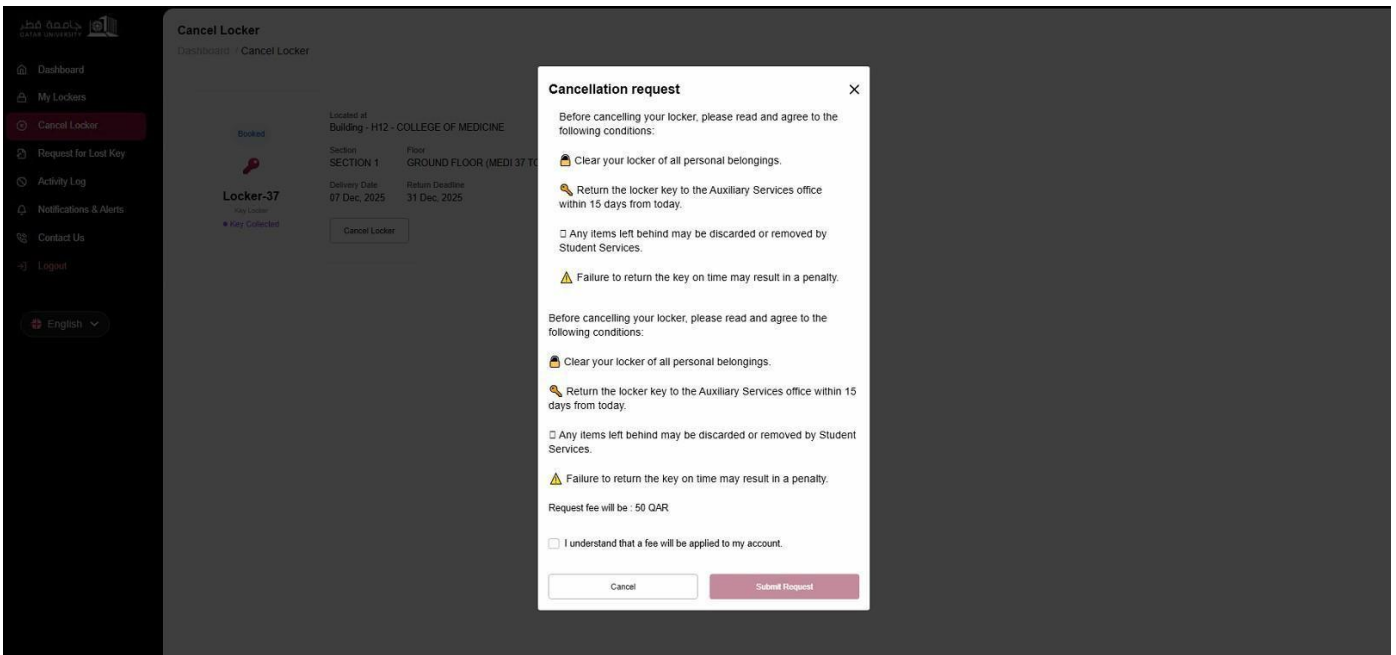 جامعة قطر
QATAR UNIVERSITY
Dashboard
My Lockers
Cancel Locker
Request for Lost Key
Activity Log
Notifications & Alerts
Contact Us
Logout
English
Cancel Locker
Dashboard / Cancel Locker
Booked
Locker-37
Key Locker
Key Collected
Located at
Building - H12 - COLLEGE OF MEDICINE
Section Floor
SECTION 1 GROUND FLOOR (MEDI 37 TO
Delivery Date Return Deadline
07 Dec, 2025 31 Dec, 2025
Cancel Locker
Cancellation request
Before cancelling your locker, please read and agree to the
following conditions:
🔒 Clear your locker of all personal belongings.
🔑 Return the locker key to the Auxiliary Services office
within 15 days from today.
Any items left behind may be discarded or removed by
Student Services.
⚠️ Failure to return the key on time may result in a penalty.
Before cancelling your locker, please read and agree to the
following conditions:
🔒 Clear your locker of all personal belongings.
🔑 Return the locker key to the Auxiliary Services office within 15
days from today.
Any items left behind may be discarded or removed by Student
Services.
⚠️ Failure to return the key on time may result in a penalty.
Request fee will be : 50 QAR
I understand that a fee will be applied to my account.
Cancel
Submit Request